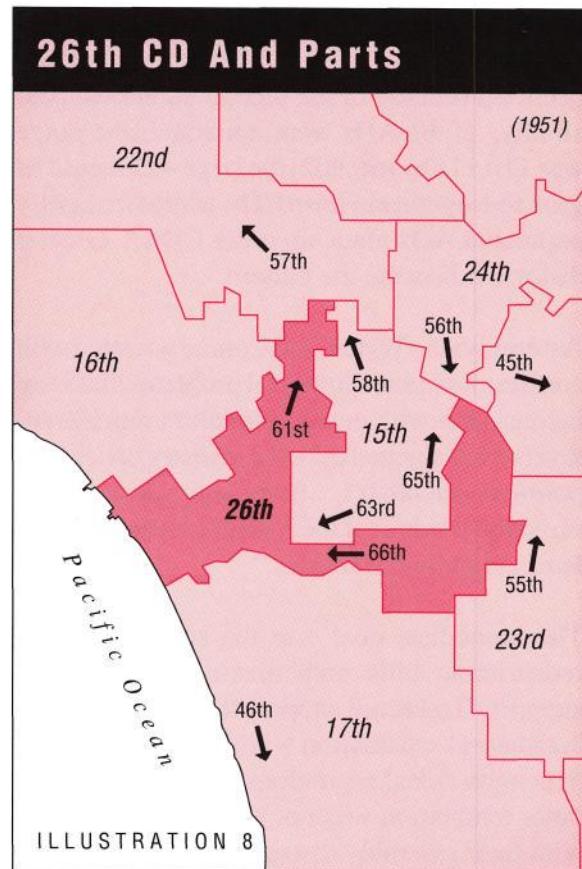 26th CD And Parts
(1951)
22nd
57th
24th
56th
45th
16th
58th
61st
15th
65th
26th
63rd
66th
55th
23rd
46th
17th
Pacific Ocean
ILLUSTRATION 8